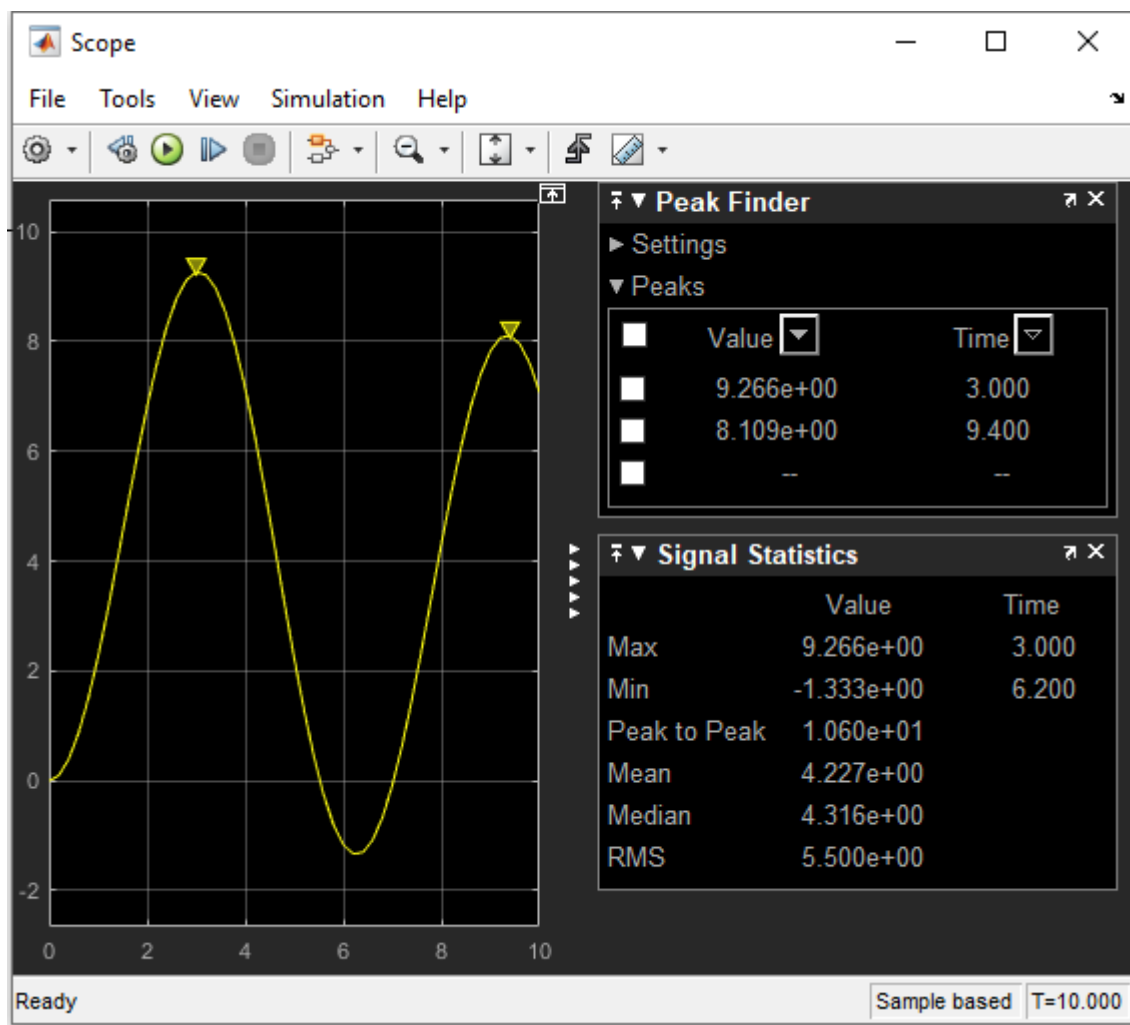 Scope
File Tools View Simulation Help
10
8
6
4
2
0
-2
0 2 4 6 8 10
Peak Finder
Settings
Peaks
Value Time
9.266e+00 3.000
8.109e+00 9.400
-- --
Signal Statistics
Value Time
Max 9.266e+00 3.000
Min -1.333e+00 6.200
Peak to Peak 1.060e+01
Mean 4.227e+00
Median 4.316e+00
RMS 5.500e+00
Ready Sample based T=10.000